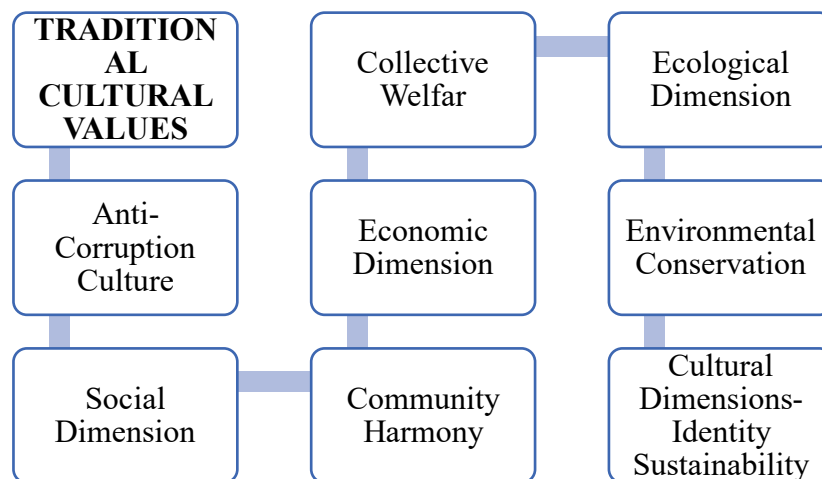 TRADITION
AL
CULTURAL
VALUES
Anti-
Corruption
Culture
Social
Dimension
Community
Harmony
Economic
Dimension
Collective
Welfar
Ecological
Dimension
Environmental
Conservation
Cultural
Dimensions-
Identity
Sustainability